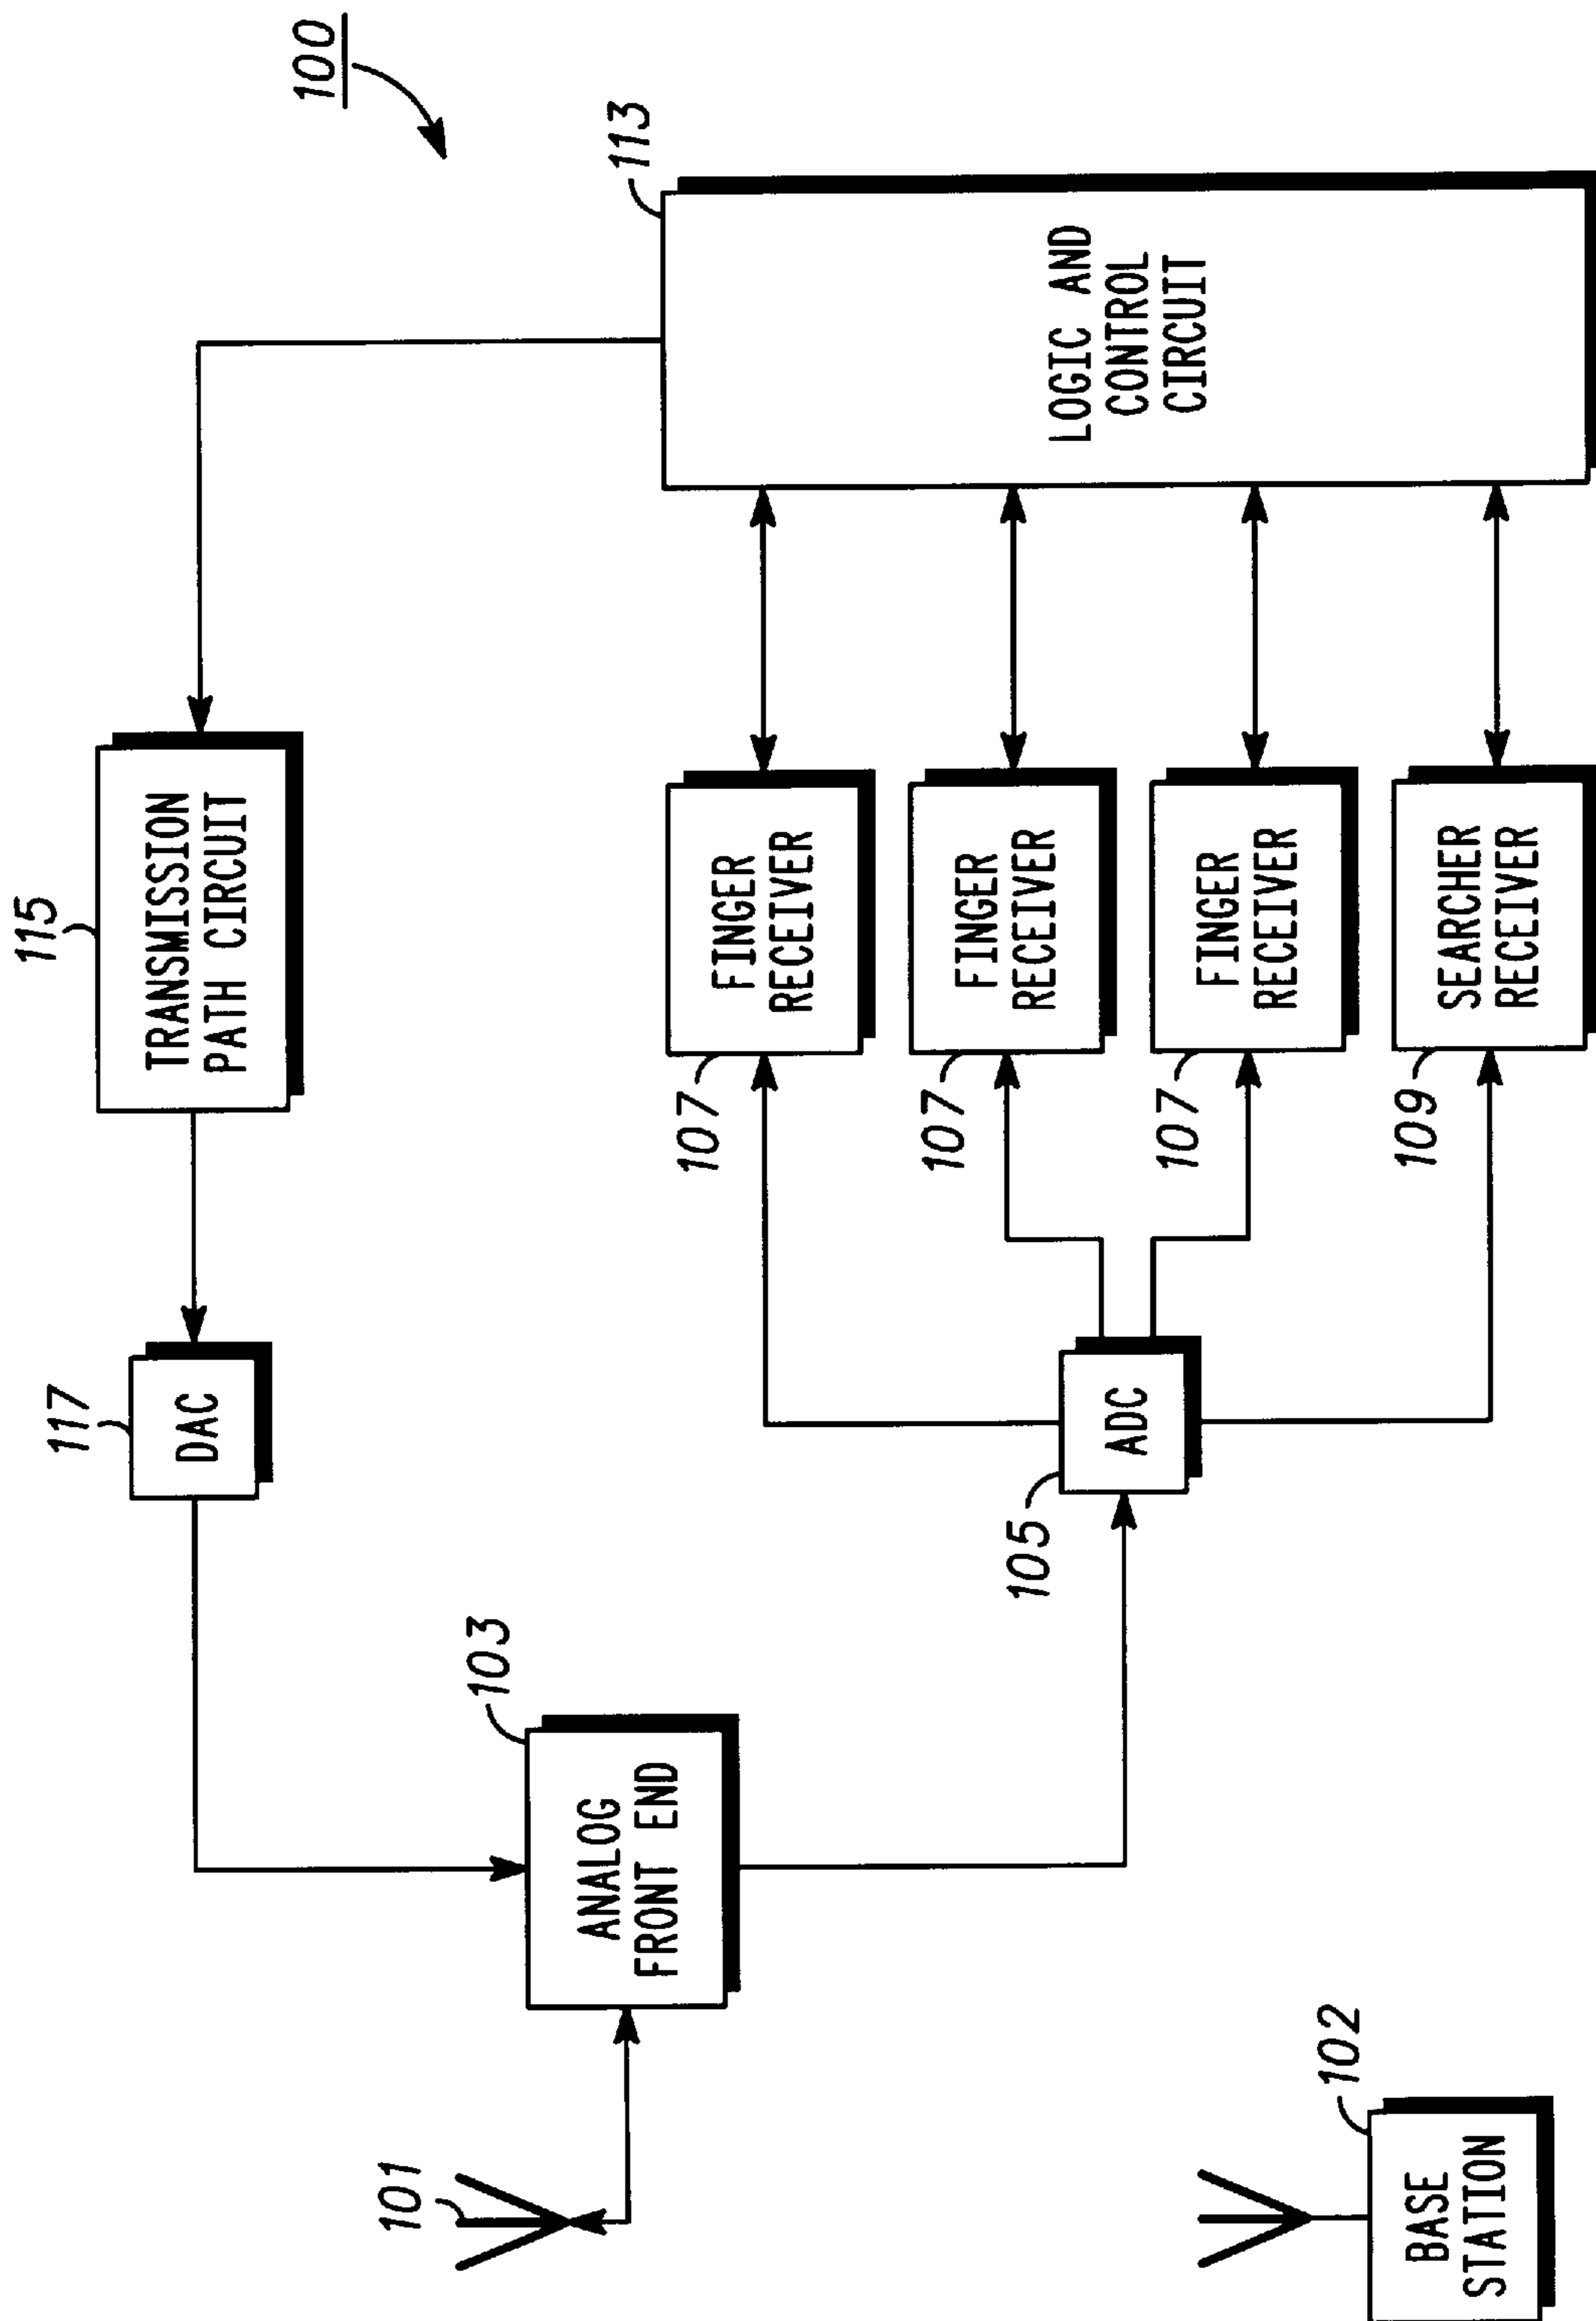 100
115
TRANSMISSION
PATH CIRCUIT
117
DAC
113
LOGIC AND
CONTROL
CIRCUIT
103
ANALOG
FRONT END
101
107
FINGER
RECEIVER
107
FINGER
RECEIVER
107
FINGER
RECEIVER
109
SEARCHER
RECEIVER
105
ADC
102
BASE
STATION